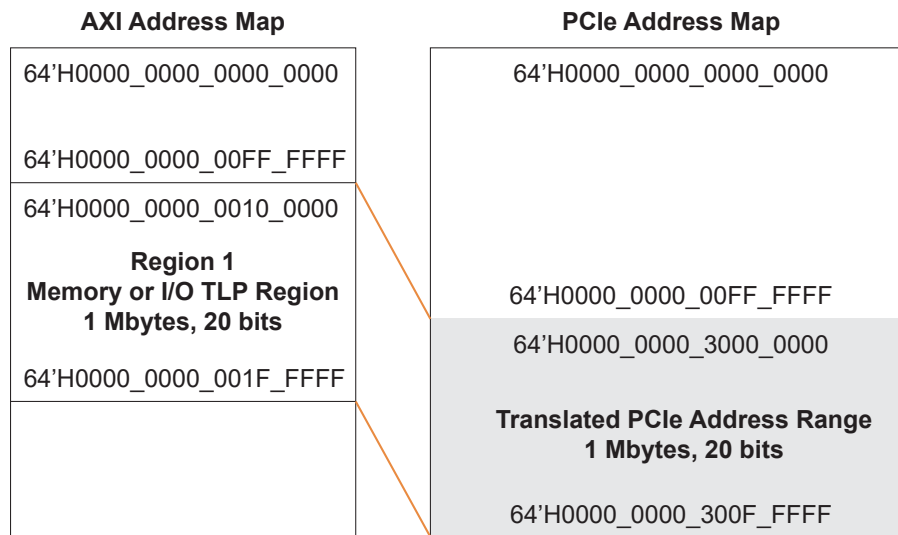 AXI Address Map
64’H0000_0000_0000_0000
64’H0000_0000_00FF_FFFF
64’H0000_0000_0010_0000
Region 1
Memory or I/O TLP Region
1 Mbytes, 20 bits
64’H0000_0000_001F_FFFF
PCIe Address Map
64’H0000_0000_0000_0000
64’H0000_0000_00FF_FFFF
64’H0000_0000_3000_0000
Translated PCIe Address Range
1 Mbytes, 20 bits
64’H0000_0000_300F_FFFF